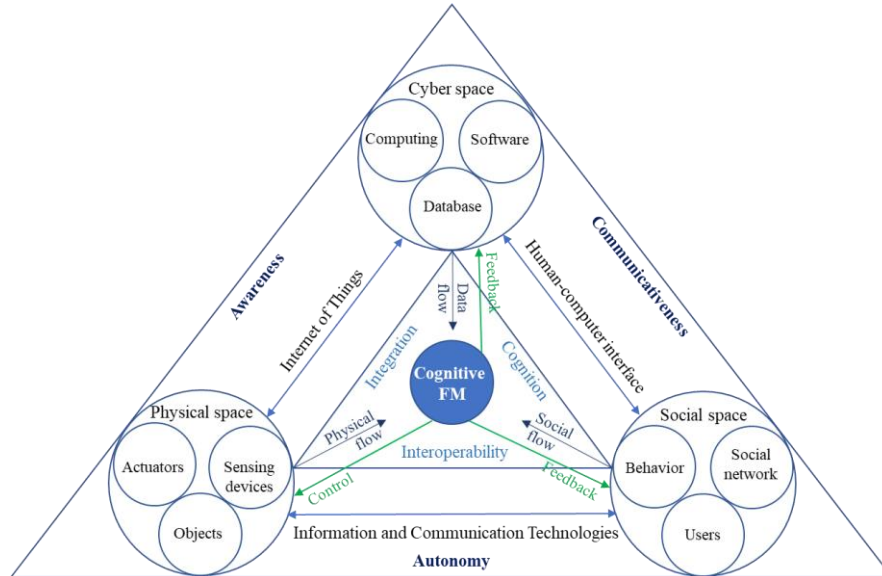 Cyber space
Computing
Software
Database
Awareness
Communicativeness
Internet of Things
Human-computer interface
Data
flow
Feedback
Integration
Cognition
Cognitive
FM
Physical space
Actuators
Sensing
devices
Objects
Physical
flow
Social
flow
Interoperability
Control
Feedback
Social space
Behavior
Social
network
Users
Information and Communication Technologies
Autonomy